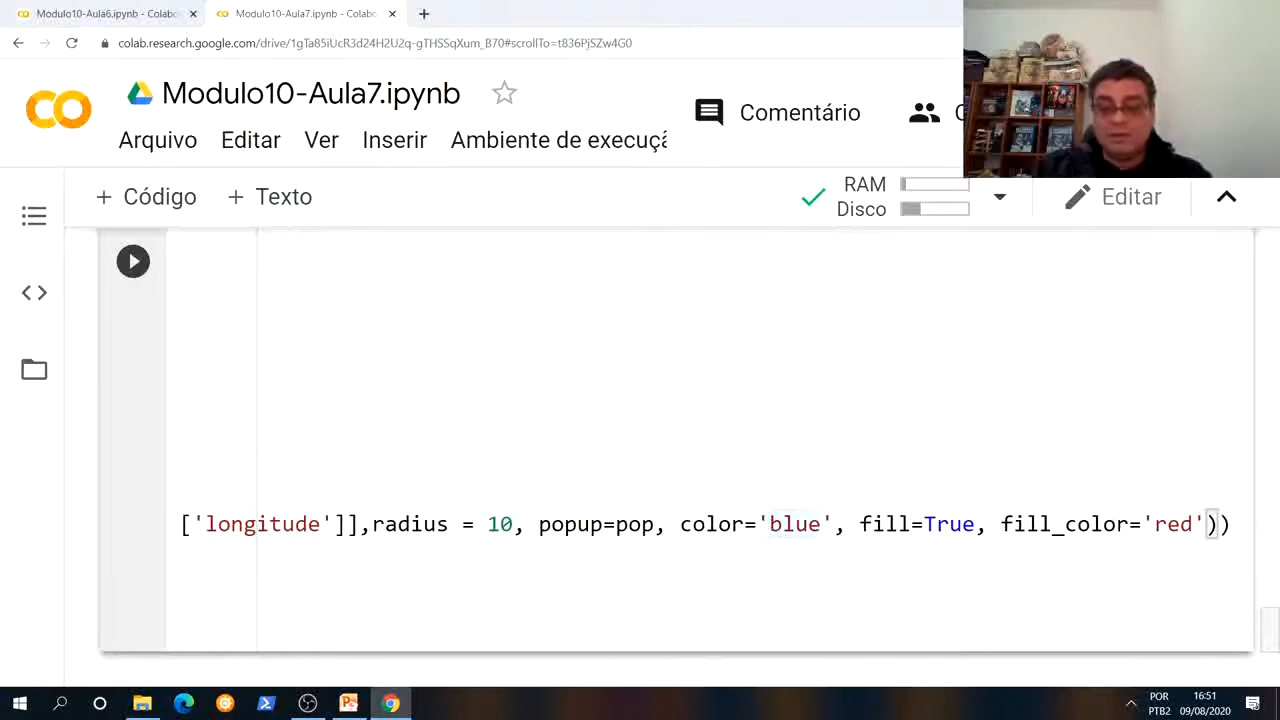 Modulo10-Aula6.ipynb - Colabo
Modulo10-Aula7.ipynb - Colabo
colab.research.google.com/drive/1gTa85iUcR3d24H2U2q-gTHSSqXum_B70#scrollTo=t836PjSZw4G0
Modulo10-Aula7.ipynb
Comentário
Arquivo Editar Ver Inserir Ambiente de execuçã
+ Código + Texto
RAM
Disco
Editar
['longitude']],radius = 10, popup=pop, color='blue', fill=True, fill_color='red'))
POR
PTB2
16:51
09/08/2020